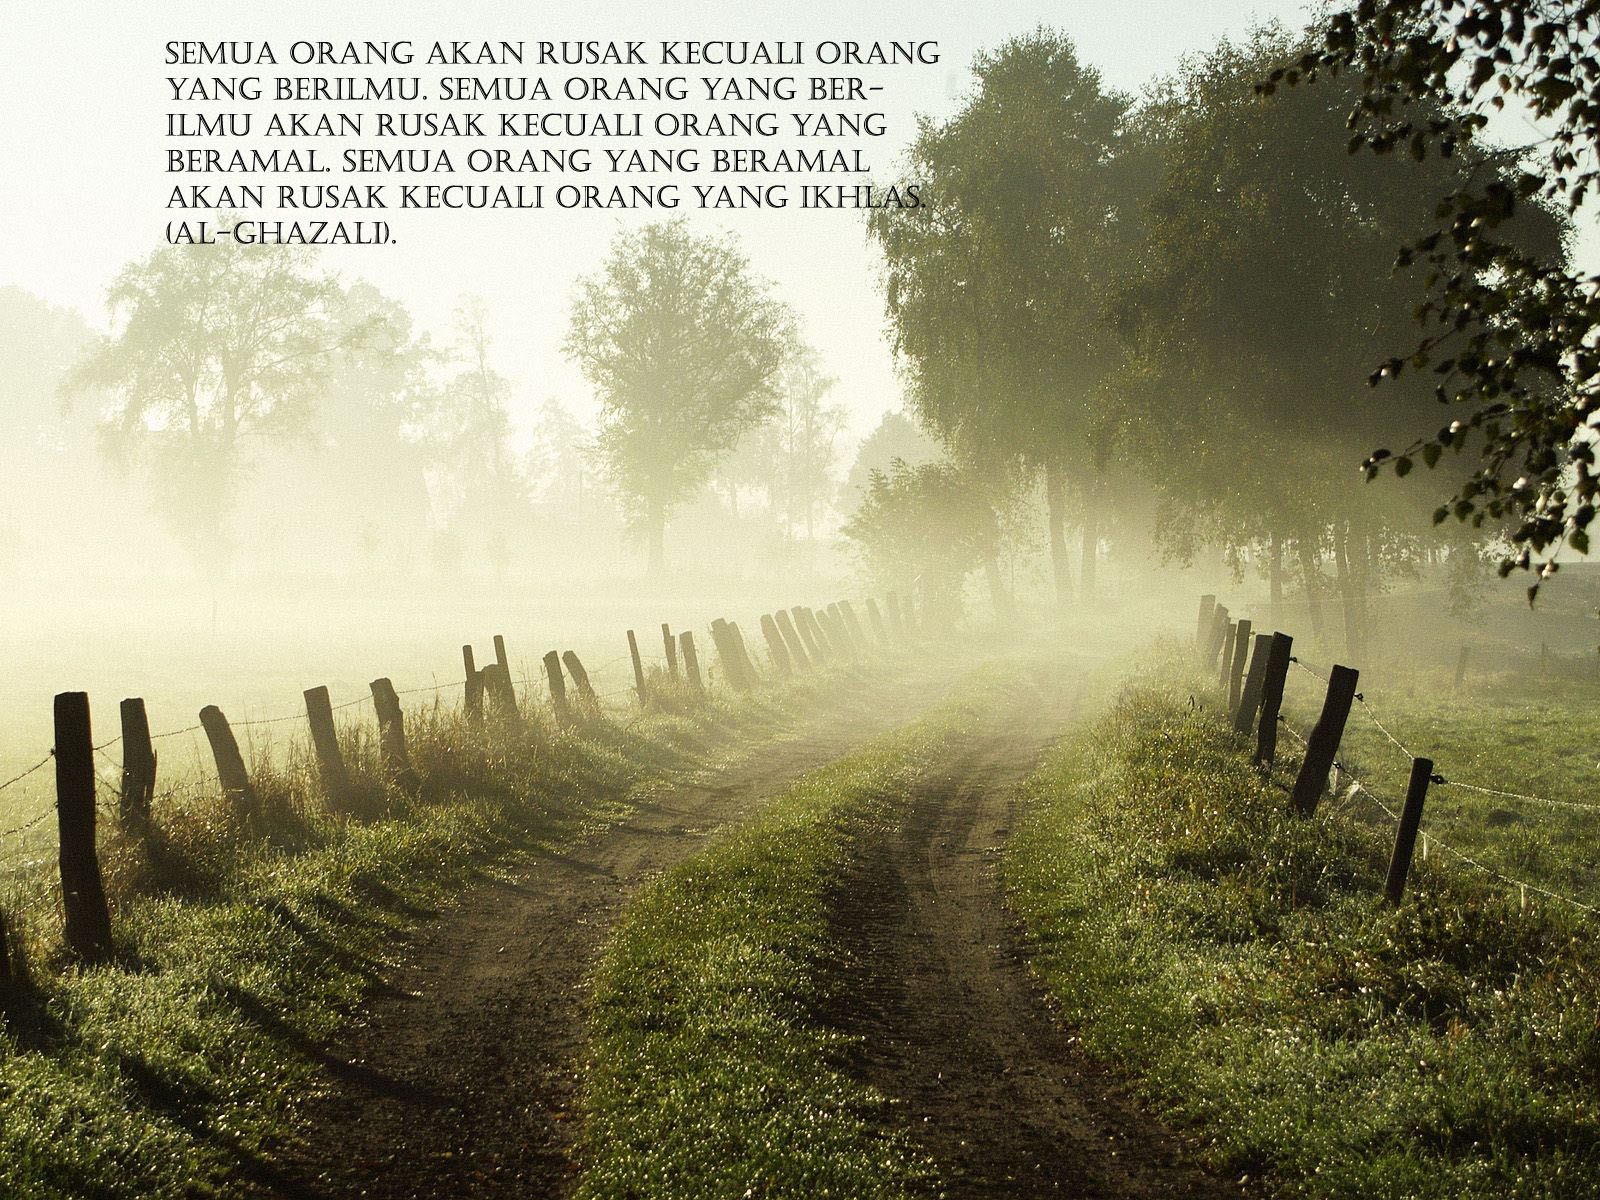 SEMUA ORANG AKAN RUSAK KECUALI ORANG
YANG BERILMU. SEMUA ORANG YANG BER-
ILMU AKAN RUSAK KECUALI ORANG YANG
BERAMAL. SEMUA ORANG YANG BERAMAL
AKAN RUSAK KECUALI ORANG YANG IKHLAS.
(AL-GHAZALI).